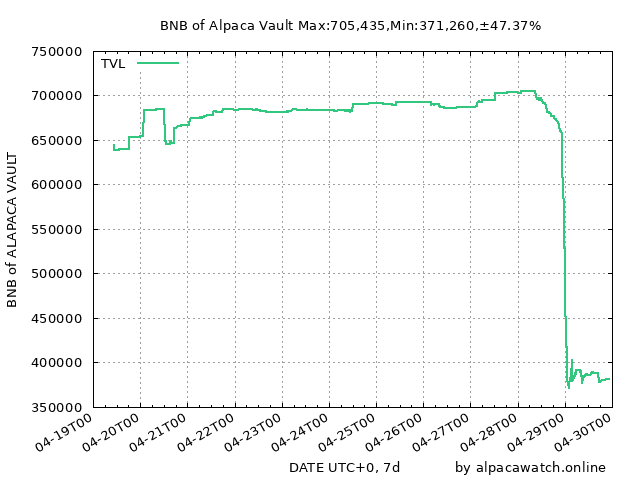 BNB of Alpaca Vault Max:705,435,Min:371,260,±47.37%
TVL
750000
700000
650000
600000
550000
500000
450000
400000
350000
BNB of ALAPACA VAULT
04-19T00
04-20T00
04-21T00
04-22T00
04-23T00
04-24T00
04-25T00
04-26T00
04-27T00
04-28T00
04-29T00
04-30T00
DATE UTC+0, 7d
by alpacawatch.online